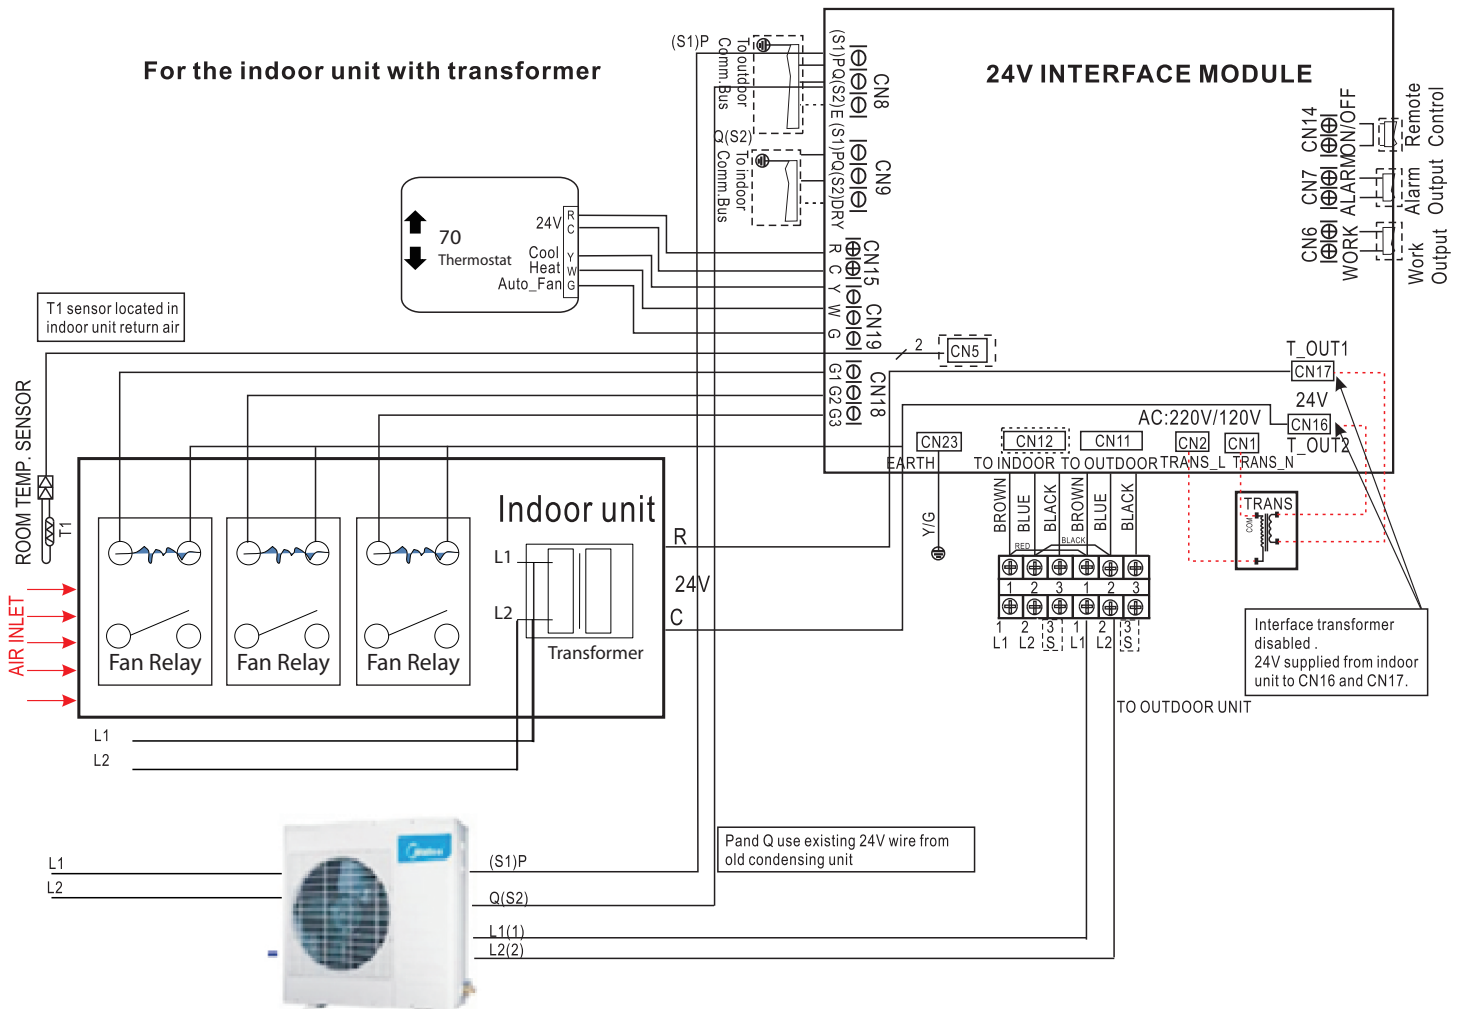 For the indoor unit with transformer
24V INTERFACE MODULE
(S1)P
To outdoor
Comm.Bus
Q(S2)
To indoor
Comm.Bus
(S1)PQ(S2)E
CN8
(S1)PQ(S2)DRY
CN9
R
C
CN15
Y
W
G
CN19
G1
G2
G3
CN18
CN14
ON/OFF
Remote
Control
CN7
ALARM
Alarm
Output
CN6
WORK
Work
Output
70
Thermostat
24V
Cool
Heat
Auto_Fan
R
C
Y
W
G
T1 sensor located in
indoor unit return air
2
CN5
T_OUT1
CN17
24V
CN16
T_OUT2
AC:220V/120V
CN23
CN12
CN11
CN2
CN1
EARTH
TO INDOOR
TO OUTDOOR
TRANS_L
TRANS_N
ROOM TEMP. SENSOR
T1
AIR INLET
Indoor unit
L1
L2
Transformer
Fan Relay
Fan Relay
Fan Relay
R
24V
C
Y/G
BROWN
BLUE
BLACK
BROWN
BLUE
BLACK
RED
BLACK
1 2 3 1 2 3
1 2 3 1 2 3
L1 L2 S L1 L2 S
TRANS
COM
Interface transformer
disabled .
24V supplied from indoor
unit to CN16 and CN17.
TO OUTDOOR UNIT
L1
L2
Pand Q use existing 24V wire from
old condensing unit
L1
L2
(S1)P
Q(S2)
L1(1)
L2(2)